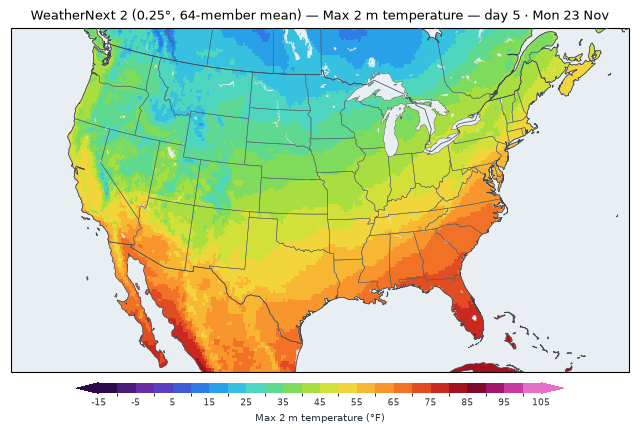 WeatherNext 2 (0.25°, 64-member mean) — Max 2 m temperature — day 5 · Mon 23 Nov
-15 -5 5 15 25 35 45 55 65 75 85 95 105
Max 2 m temperature (°F)